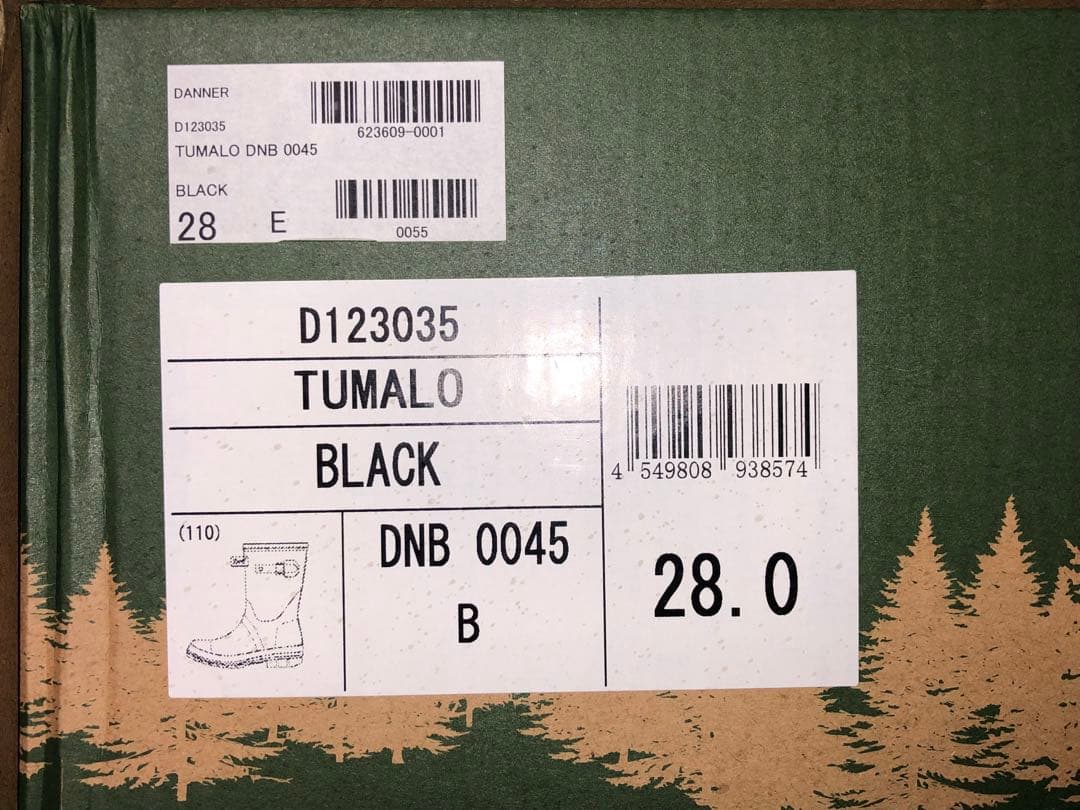 DANNER
623609-0001
D123035
TUMALO DNB 0045
BLACK
28 E
0055
D123035
TUMALO
BLACK
(110)
DNB 0045
B
4 549808 938574
28.0